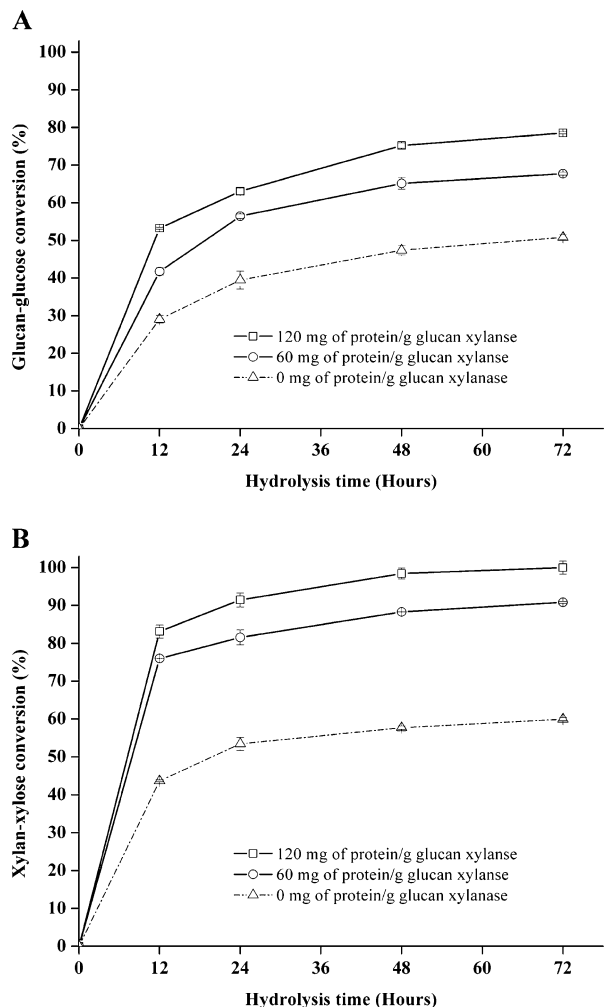 A
100
90
80
70
60
50
40
30
20
10
0
Glucan-glucose conversion (%)
120 mg of protein/g glucan xylanse
60 mg of protein/g glucan xylanse
0 mg of protein/g glucan xylanase
0 12 24 36 48 60 72
Hydrolysis time (Hours)
B
100
90
80
70
60
50
40
30
20
10
0
Xylan-xylose conversion (%)
120 mg of protein/g glucan xylanse
60 mg of protein/g glucan xylanse
0 mg of protein/g glucan xylanase
0 12 24 36 48 60 72
Hydrolysis time (Hours)